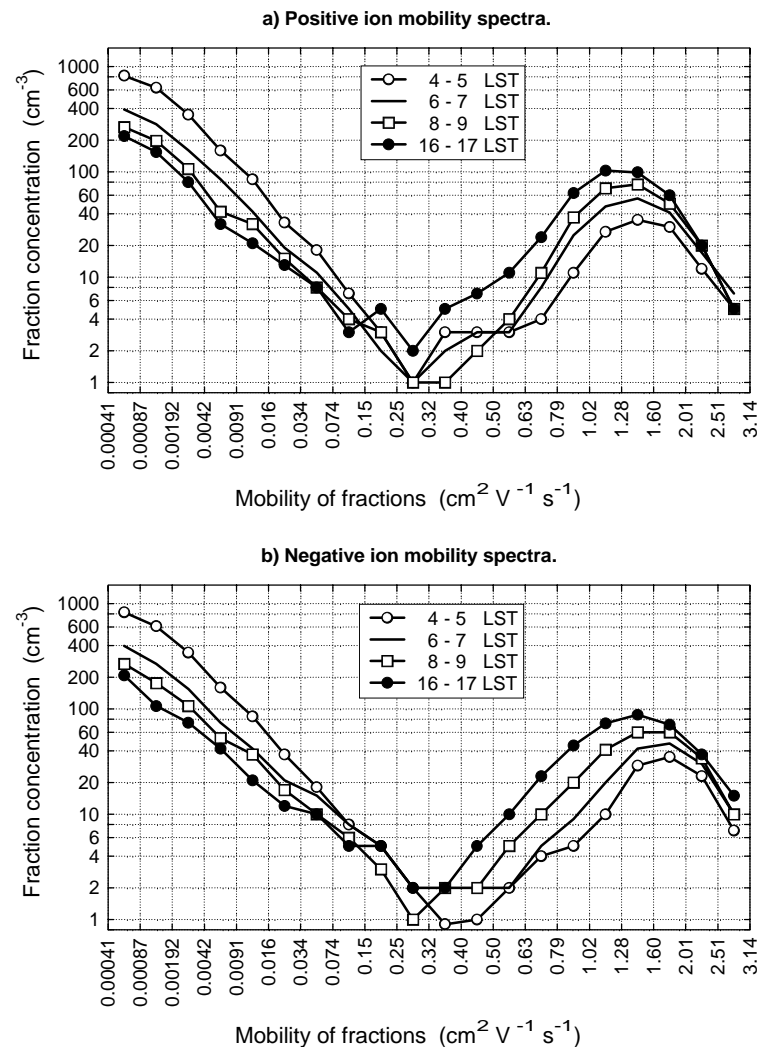 a) Positive ion mobility spectra.
1000
600
400
200
100
60
40
20
10
6
4
2
1
Fraction concentration (cm-3)
4 - 5 LST
6 - 7 LST
8 - 9 LST
16 - 17 LST
0.00041 0.00087 0.00192 0.0042 0.0091 0.016 0.034 0.074 0.15 0.25 0.32 0.40 0.50 0.63 0.79 1.02 1.28 1.60 2.01 2.51 3.14
Mobility of fractions (cm2 V -1 s-1)
b) Negative ion mobility spectra.
1000
600
400
200
100
60
40
20
10
6
4
2
1
Fraction concentration (cm-3)
4 - 5 LST
6 - 7 LST
8 - 9 LST
16 - 17 LST
0.00041 0.00087 0.00192 0.0042 0.0091 0.016 0.034 0.074 0.15 0.25 0.32 0.40 0.50 0.63 0.79 1.02 1.28 1.60 2.01 2.51 3.14
Mobility of fractions (cm2 V -1 s-1)